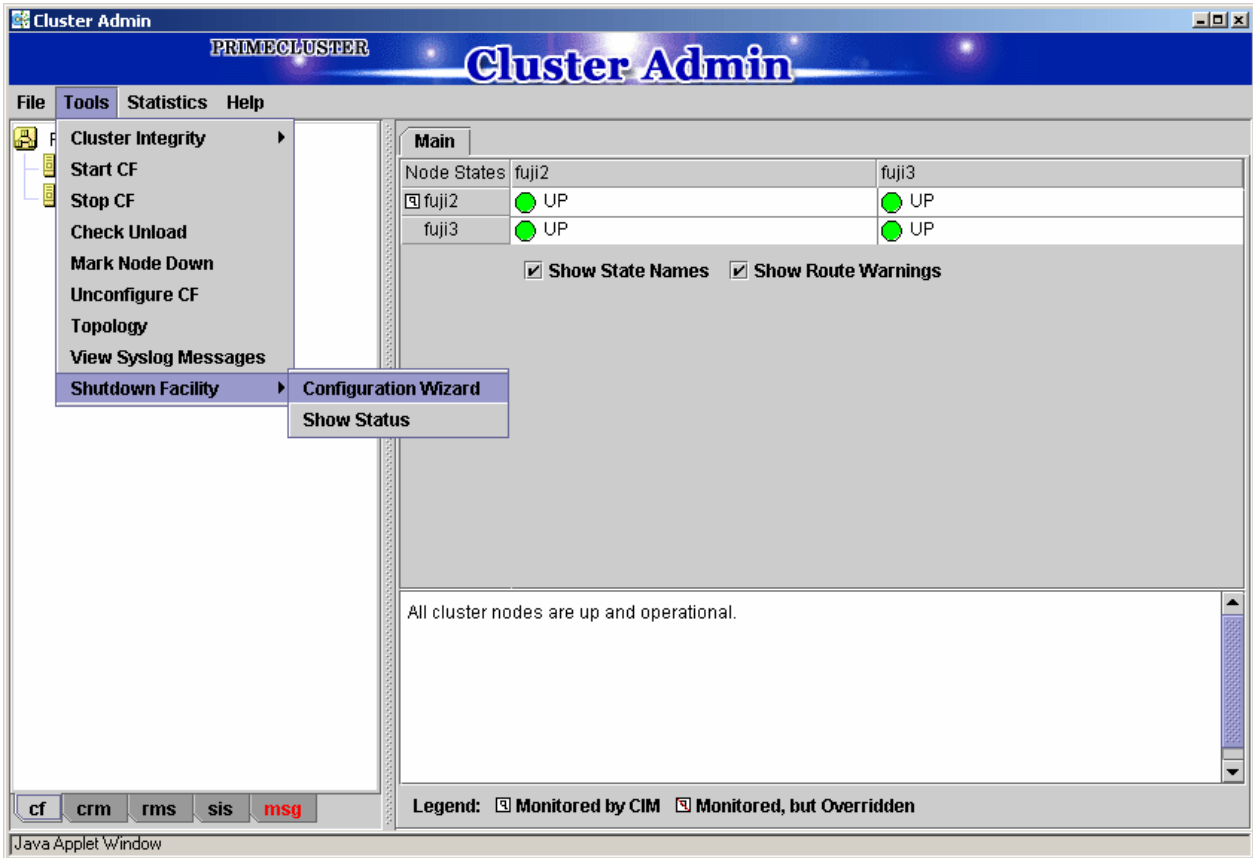 Cluster Admin
PRIMECLUSTER
Cluster Admin
File Tools Statistics Help
Cluster Integrity
Start CF
Stop CF
Check Unload
Mark Node Down
Unconfigure CF
Topology
View Syslog Messages
Shutdown Facility
Configuration Wizard
Show Status
Main
Node States fuji2 fuji3
fuji2 UP UP
fuji3 UP UP
Show State Names Show Route Warnings
All cluster nodes are up and operational.
cf crm rms sis msg
Legend: Monitored by CIM Monitored, but Overridden
Java Applet Window